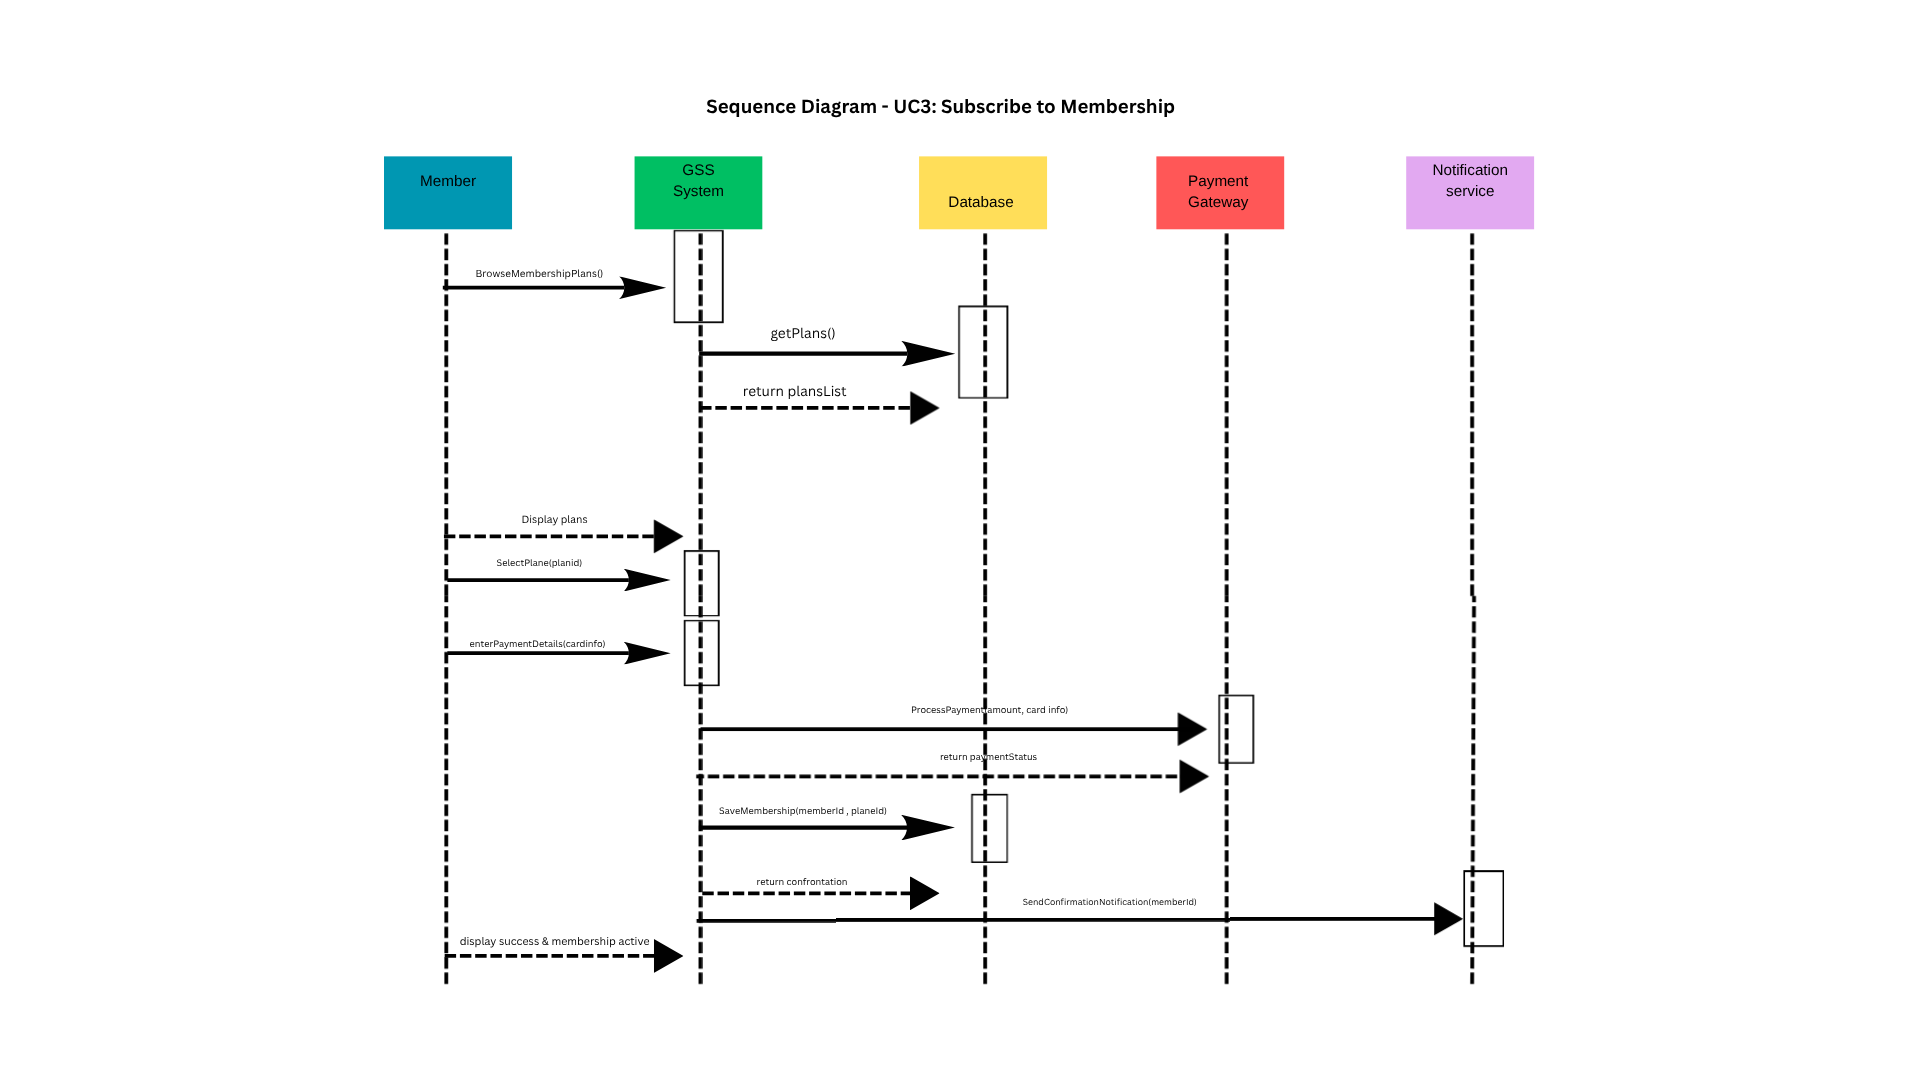 Sequence Diagram - UC3: Subscribe to Membership
Member
GSS
System
Database
Payment
Gateway
Notification
service
BrowseMembershipPlans()
getPlans()
return plansList
Display plans
SelectPlane(planid)
enterPaymentDetails(cardinfo)
ProcessPayment(amount, card info)
return paymentStatus
SaveMembership(memberId , planeId)
return confrontation
SendConfirmationNotification(memberId)
display success & membership active